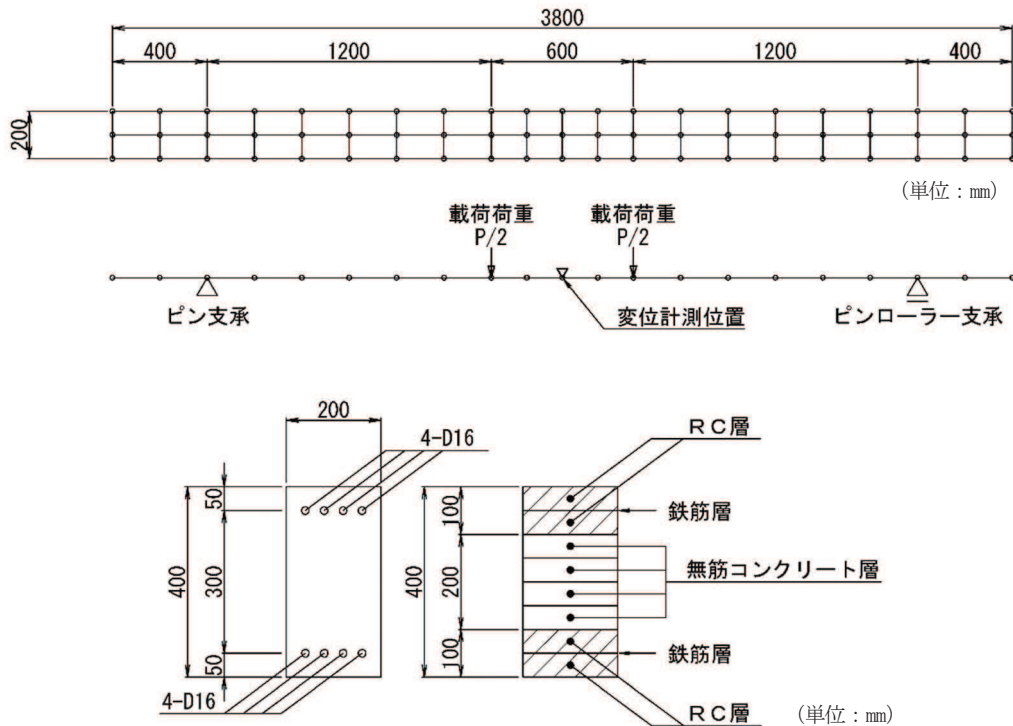 3800
400 1200 600 1200 400
200
(単位：mm)
載荷荷重 載荷荷重
P/2 P/2
ピン支承 変位計測位置 ピンローラー支承
200
4-D16
50
300
400
50
4-D16
ＲＣ層
100
鉄筋層
400
200
無筋コンクリート層
100
鉄筋層
ＲＣ層
(単位：mm)